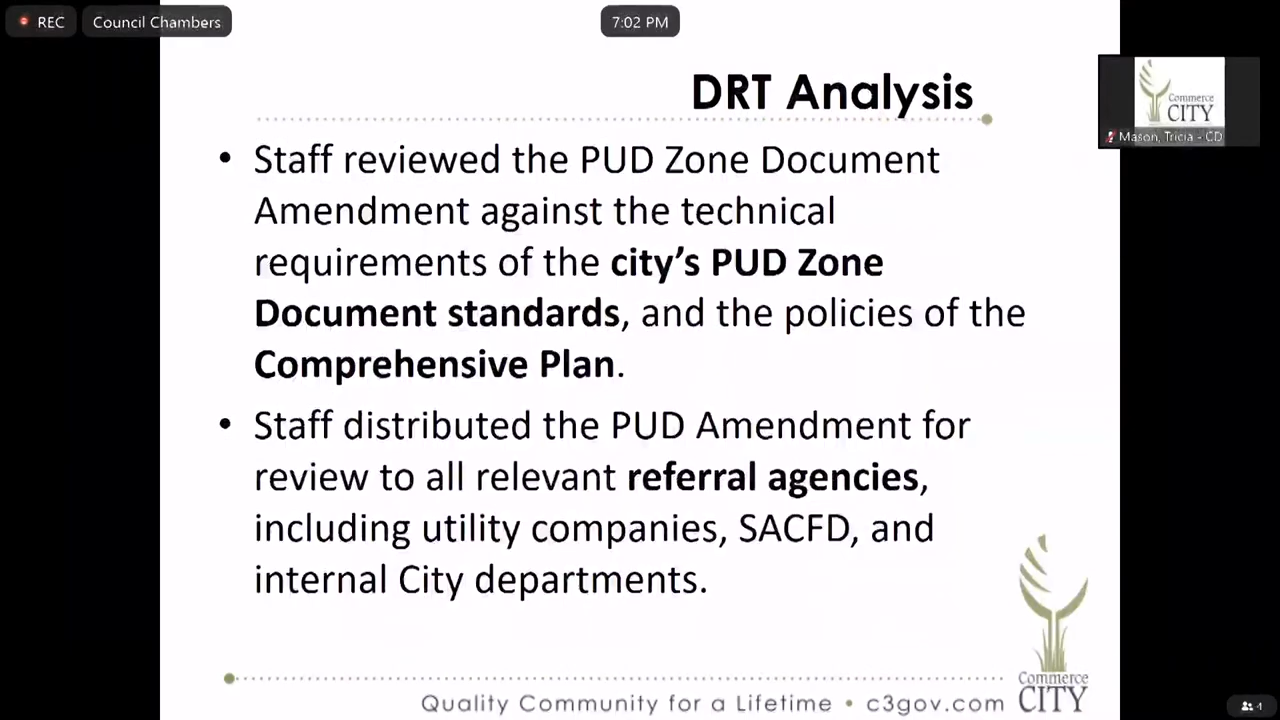 REC
Council Chambers
7:02 PM
Commerce
CITY
Mason, Tricia - CD
DRT Analysis
• Staff reviewed the PUD Zone Document
Amendment against the technical
requirements of the city’s PUD Zone
Document standards, and the policies of the
Comprehensive Plan.
• Staff distributed the PUD Amendment for
review to all relevant referral agencies,
including utility companies, SACFD, and
internal City departments.
Commerce
CITY
Quality Community for a Lifetime • c3gov.com
4